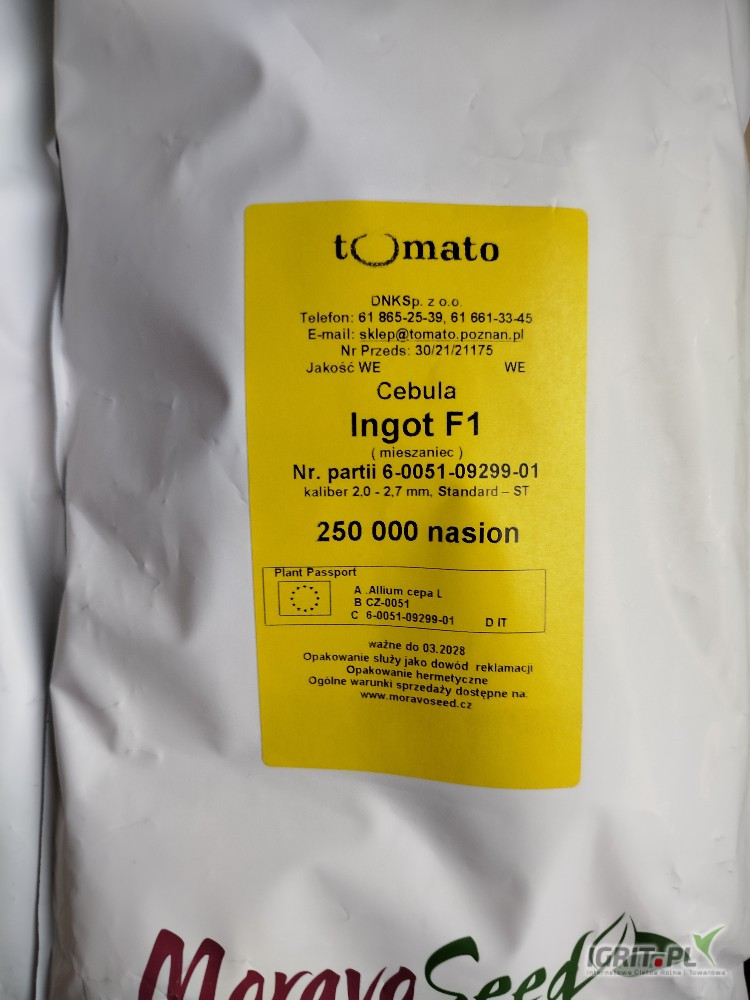 tomato
DNKSp. z o.o.
Telefon: 61 865-25-39, 61 661-33-45
E-mail: sklep@tomato.poznan.pl
Nr Przeds: 30/21/21175
Jakość WE WE
Cebula
Ingot F1
( mieszaniec )
Nr. partii 6-0051-09299-01
kaliber 2,0 - 2,7 mm, Standard – ST
250 000 nasion
Plant Passport
A .Allium cepa L
B CZ-0051
C 6-0051-09299-01 D IT
ważne do 03.2028
Opakowanie służy jako dowód reklamacji
Opakowanie hermetyczne
Ogólne warunki sprzedaży dostępne na:
www.moravoseed.cz
MoravoSeed
IGRIT.PL
Internetowa Giełda Rolna i Towarowa